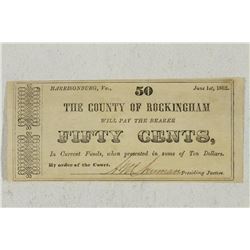 50
HARRISONBURG, Va., June 1st, 1862.
THE COUNTY OF ROCKINGHAM
WILL PAY THE BEARER
FIFTY CENTS,
In Current Funds, when presented in sums of Ten Dollars.
By order of the Court.
Presiding Justice.